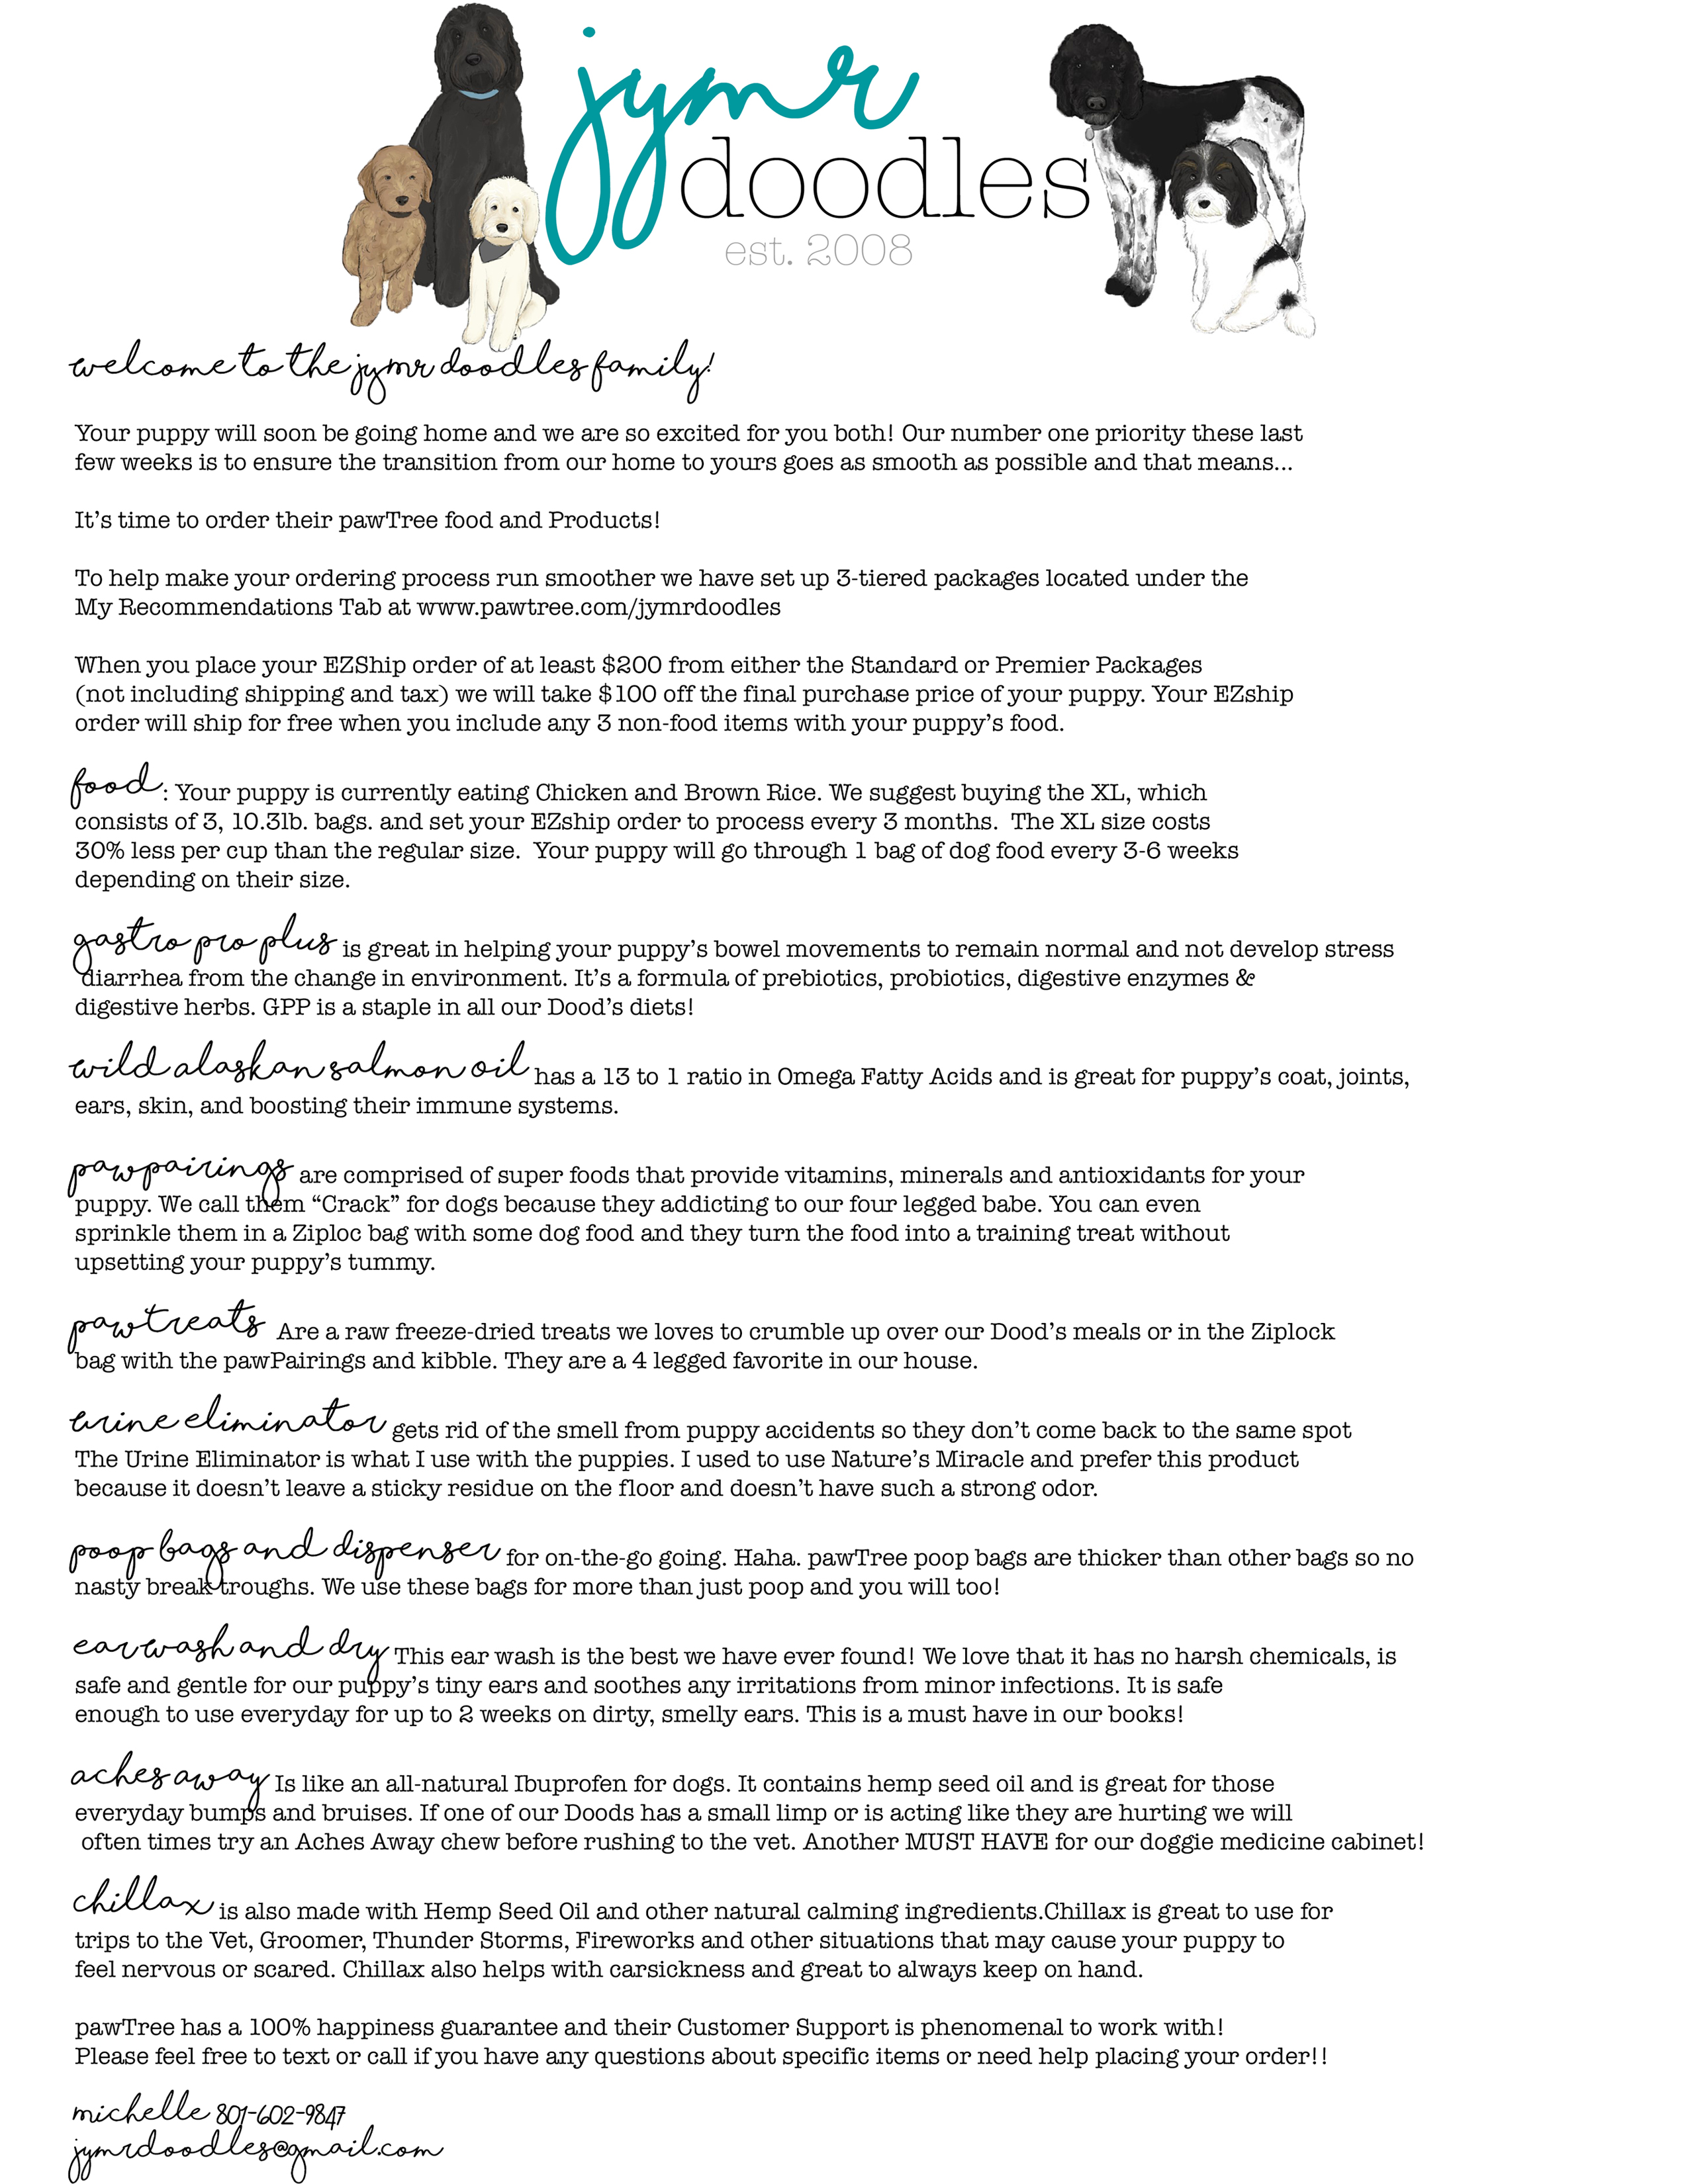 jymr
doodles
est. 2008
welcome to the jymr doodles family!
Your puppy will soon be going home and we are so excited for you both! Our number one priority these last
few weeks is to ensure the transition from our home to yours goes as smooth as possible and that means...
It's time to order their pawTree food and Products!
To help make your ordering process run smoother we have set up 3-tiered packages located under the
My Recommendations Tab at www.pawtree.com/jymrdoodles
When you place your EZShip order of at least $200 from either the Standard or Premier Packages
(not including shipping and tax) we will take $100 off the final purchase price of your puppy. Your EZship
order will ship for free when you include any 3 non-food items with your puppy's food.
food: Your puppy is currently eating Chicken and Brown Rice. We suggest buying the XL, which
consists of 3, 10.3lb. bags. and set your EZship order to process every 3 months.  The XL size costs
30% less per cup than the regular size.  Your puppy will go through 1 bag of dog food every 3-6 weeks
depending on their size.
gastro pro plus is great in helping your puppy's bowel movements to remain normal and not develop stress
diarrhea from the change in environment. It's a formula of prebiotics, probiotics, digestive enzymes &
digestive herbs. GPP is a staple in all our Dood's diets!
wild alaskan salmon oil has a 13 to 1 ratio in Omega Fatty Acids and is great for puppy's coat, joints,
ears, skin, and boosting their immune systems.
pawpairings are comprised of super foods that provide vitamins, minerals and antioxidants for your
puppy. We call them “Crack” for dogs because they addicting to our four legged babe. You can even
sprinkle them in a Ziploc bag with some dog food and they turn the food into a training treat without
upsetting your puppy's tummy.
pawtreats Are a raw freeze-dried treats we loves to crumble up over our Dood's meals or in the Ziplock
bag with the pawPairings and kibble. They are a 4 legged favorite in our house.
urine eliminator gets rid of the smell from puppy accidents so they don't come back to the same spot
The Urine Eliminator is what I use with the puppies. I used to use Nature's Miracle and prefer this product
because it doesn't leave a sticky residue on the floor and doesn't have such a strong odor.
poop bags and dispenser for on-the-go going. Haha. pawTree poop bags are thicker than other bags so no
nasty break troughs. We use these bags for more than just poop and you will too!
ear wash and dry This ear wash is the best we have ever found! We love that it has no harsh chemicals, is
safe and gentle for our puppy's tiny ears and soothes any irritations from minor infections. It is safe
enough to use everyday for up to 2 weeks on dirty, smelly ears. This is a must have in our books!
aches away Is like an all-natural Ibuprofen for dogs. It contains hemp seed oil and is great for those
everyday bumps and bruises. If one of our Doods has a small limp or is acting like they are hurting we will
often times try an Aches Away chew before rushing to the vet. Another MUST HAVE for our doggie medicine cabinet!
chillax is also made with Hemp Seed Oil and other natural calming ingredients.Chillax is great to use for
trips to the Vet, Groomer, Thunder Storms, Fireworks and other situations that may cause your puppy to
feel nervous or scared. Chillax also helps with carsickness and great to always keep on hand.
pawTree has a 100% happiness guarantee and their Customer Support is phenomenal to work with!
Please feel free to text or call if you have any questions about specific items or need help placing your order!!
michelle 801-602-9847
jymrdoodles@gmail.com